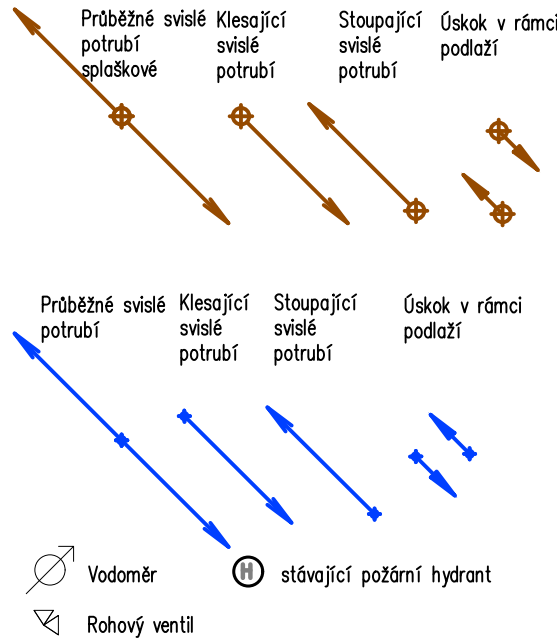 Průběžné svislé
potrubí
splaškové
Klesající
svislé
potrubí
Stoupající
svislé
potrubí
Úskok v rámci
podlaží
Průběžné svislé
potrubí
Klesající
svislé
potrubí
Stoupající
svislé
potrubí
Úskok v rámci
podlaží
Vodoměr
H
stávající požární hydrant
Rohový ventil